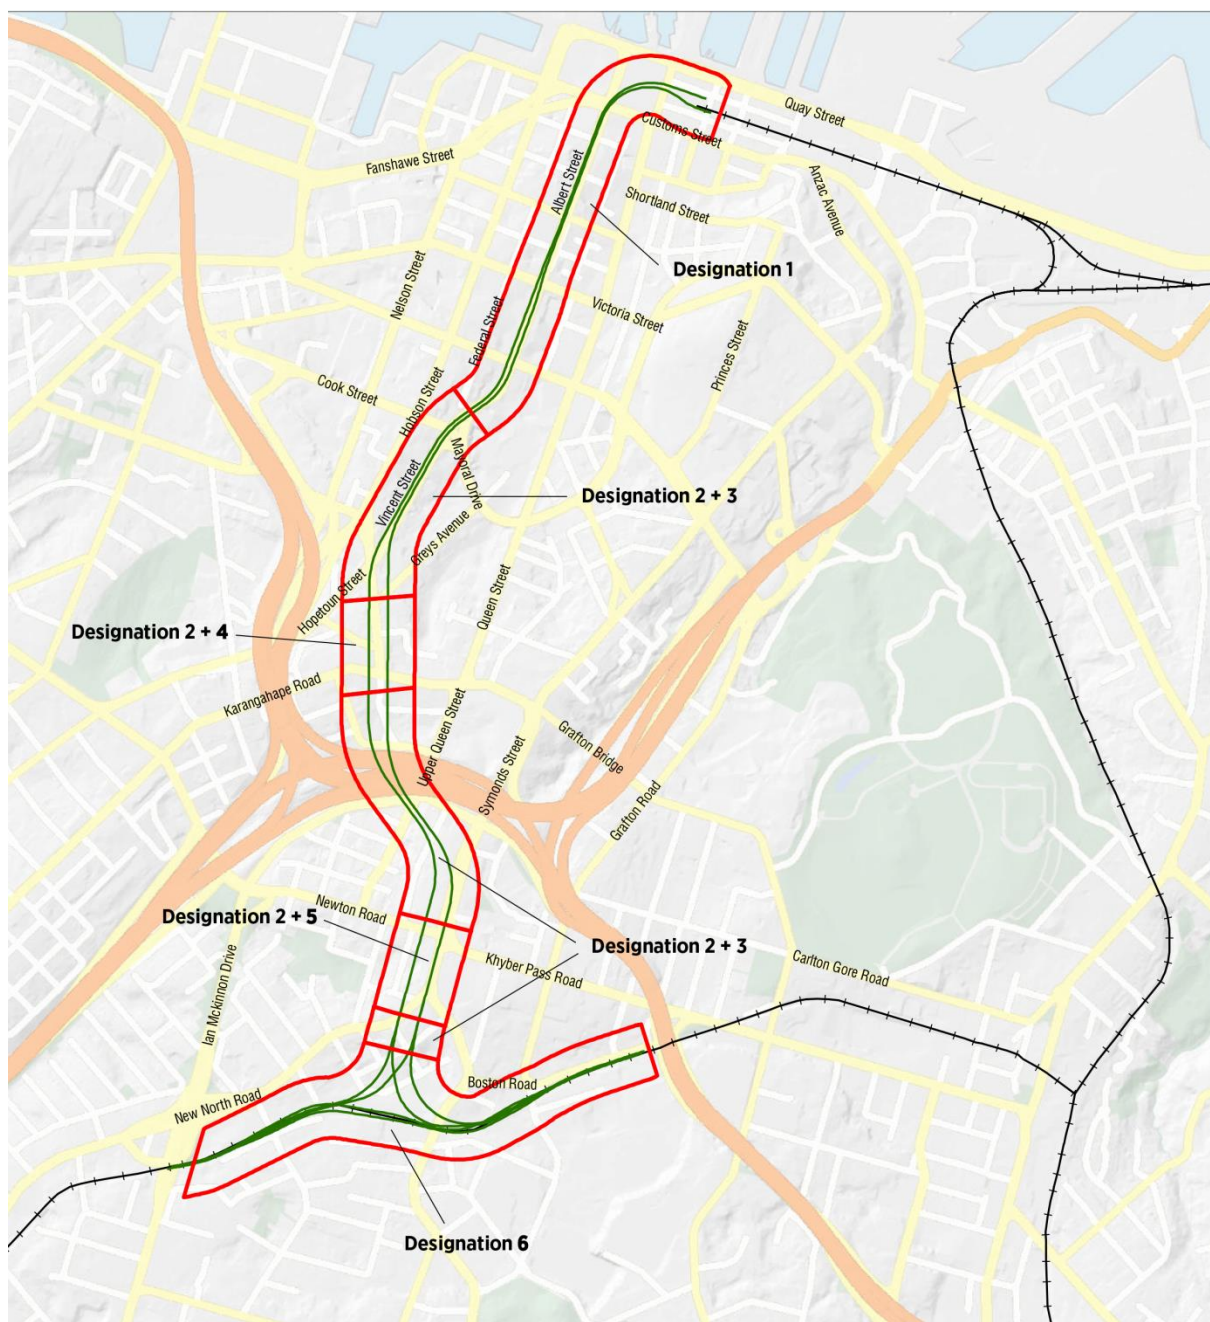 Quay Street
Customs Street
Fanshawe Street
Albert Street
Anzac Avenue
Shortland Street
Designation 1
Nelson Street
Victoria Street
Federal Street
Princes Street
Cook Street
Hobson Street
Mayoral Drive
Vincent Street
Designation 2 + 3
Greys Avenue
Queen Street
Hopetoun Street
Designation 2 + 4
Karangahape Road
Upper Queen Street
Grafton Bridge
Symonds Street
Grafton Road
Newton Road
Designation 2 + 5
Designation 2 + 3
Khyber Pass Road
Carlton Gore Road
Ian Mckinnon Drive
Boston Road
New North Road
Designation 6